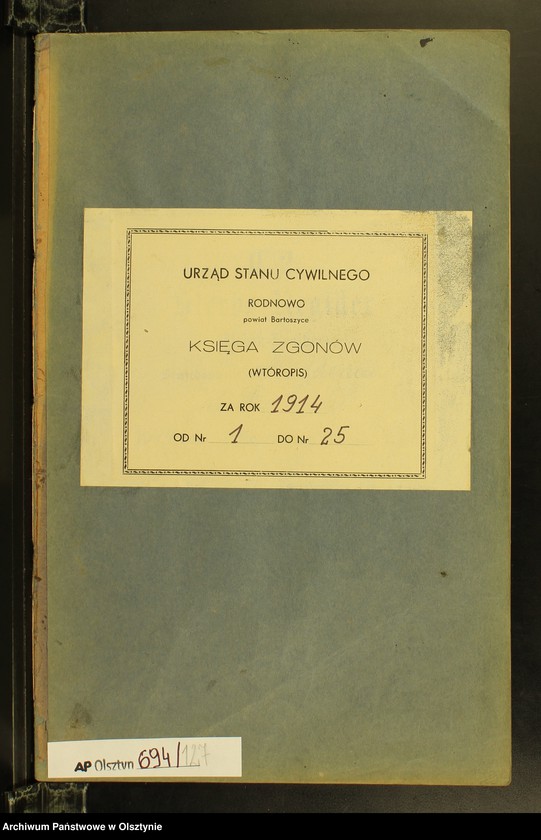 URZĄD STANU CYWILNEGO
RODNOWO
powiat Bartoszyce
KSIĘGA ZGONÓW
(WTÓROPIS)
ZA ROK 1914
OD Nr 1 DO Nr 25
AP Olsztyn 694/127
Archiwum Państwowe w Olsztynie